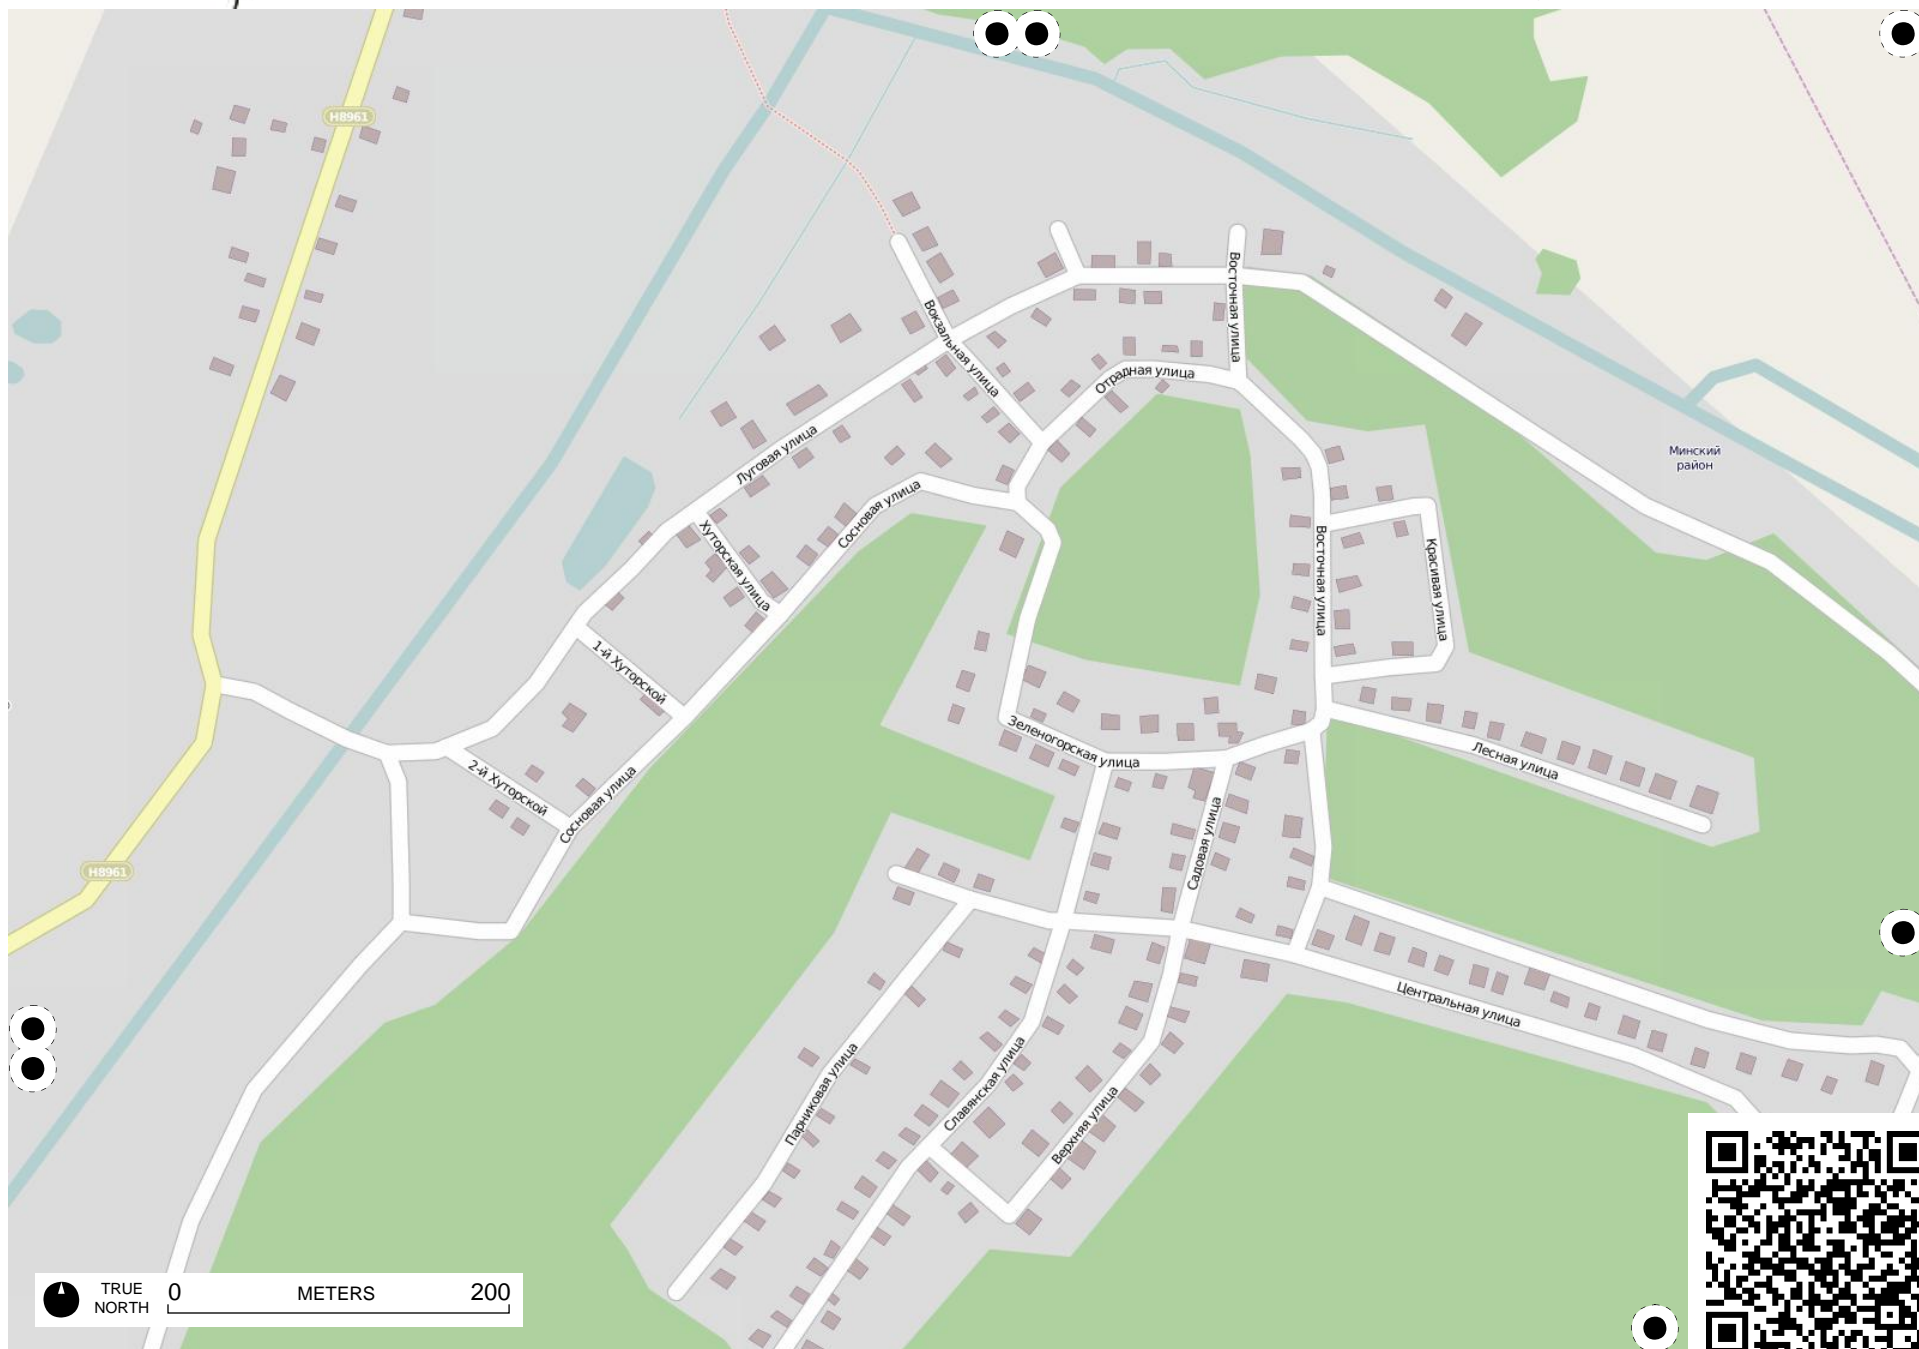 H8961
Восточная улица
Вокзальная улица
Отрадная улица
Луговая улица
Минский
район
Сосновая улица
Хуторская улица
Восточная улица
Красивая улица
1-й Хуторской
Зеленогорская улица
Лесная улица
2-й Хуторской
Сосновая улица
Садовая улица
H8961
Центральная улица
Парниковая улица
Славянская улица
Верхняя улица
TRUE
NORTH
0 METERS 200